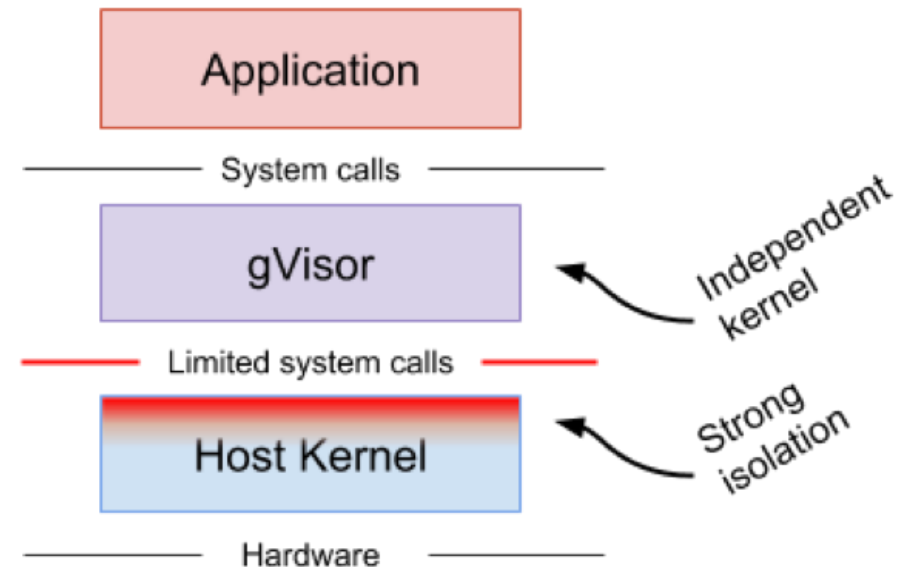 Application
System calls
gVisor
Independent
kernel
Limited system calls
Host Kernel
Strong
isolation
Hardware